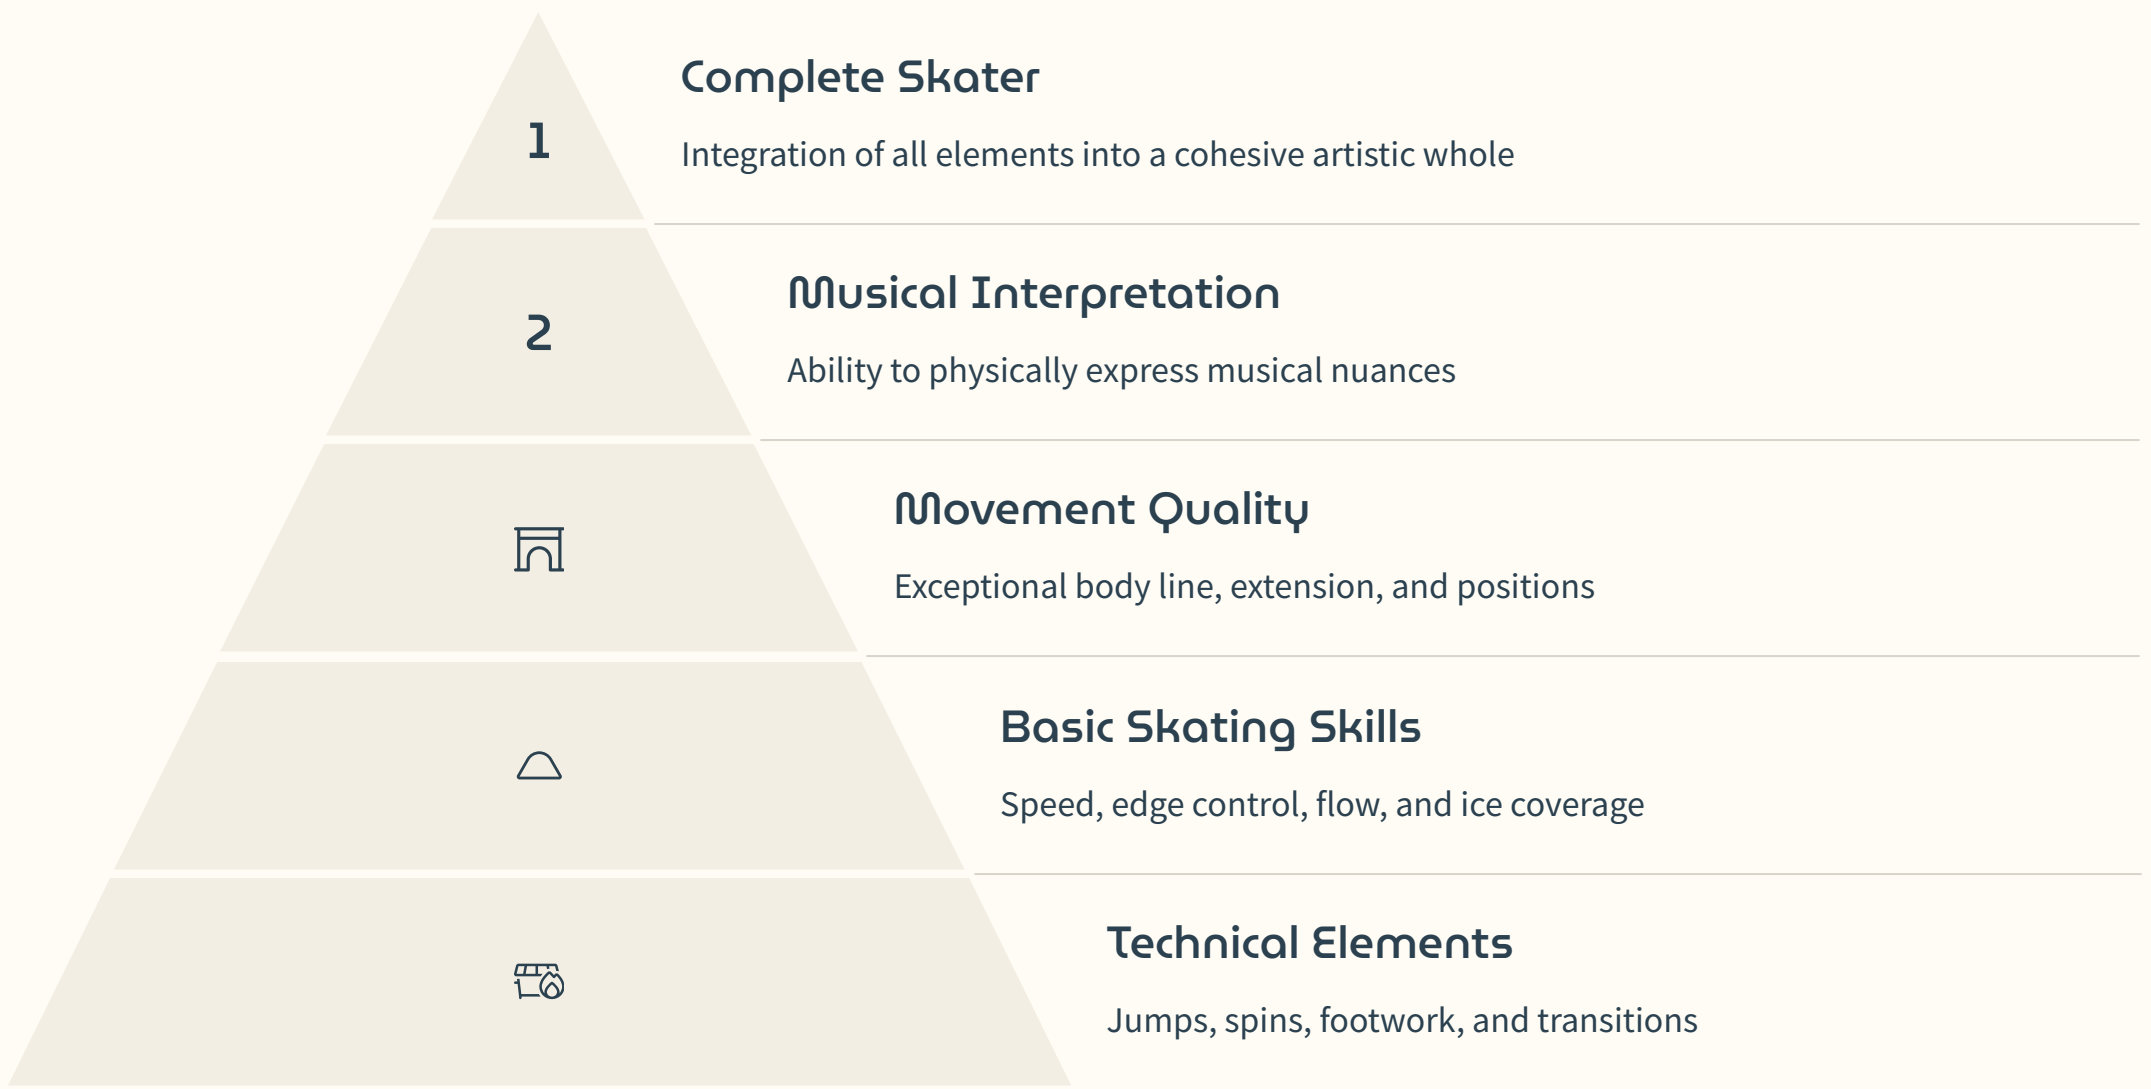 Complete Skater
1
Integration of all elements into a cohesive artistic whole
Musical Interpretation
2
Ability to physically express musical nuances
Movement Quality
Exceptional body line, extension, and positions
Basic Skating Skills
Speed, edge control, flow, and ice coverage
Technical Elements
Jumps, spins, footwork, and transitions